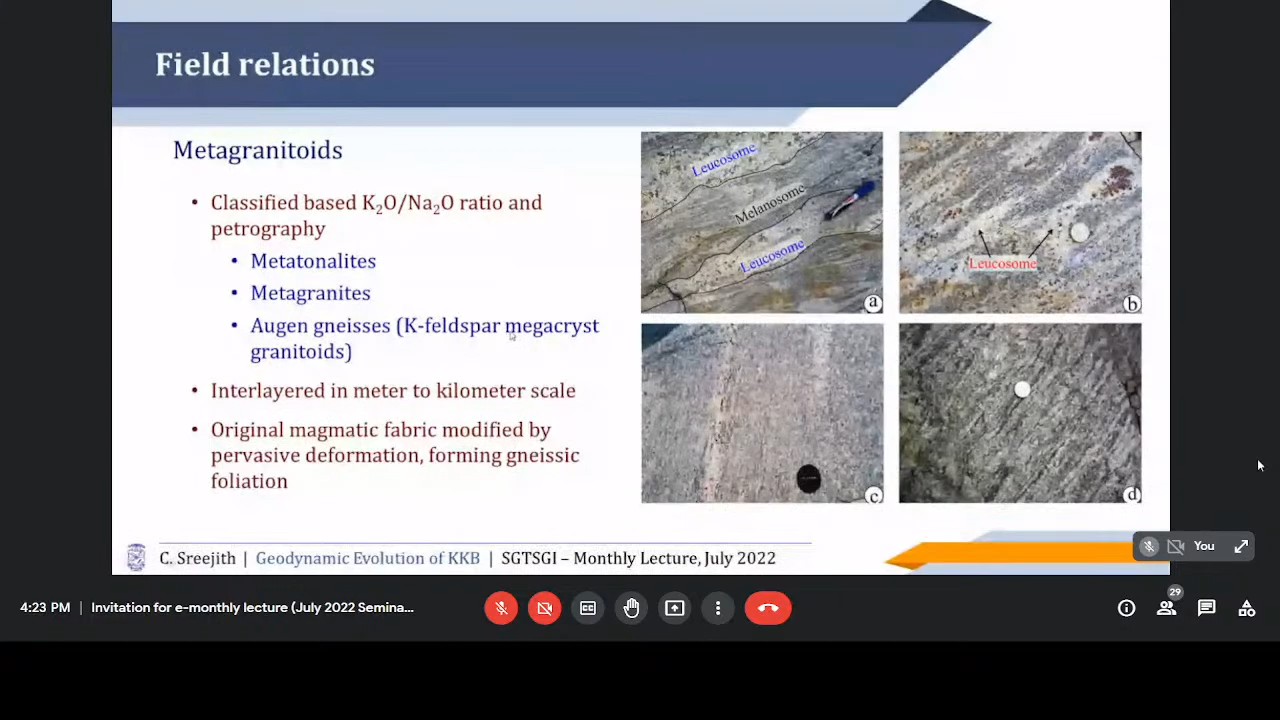 Field relations
Metagranitoids
• Classified based K₂O/Na₂O ratio and
petrography
• Metatonalites
• Metagranites
• Augen gneisses (K-feldspar megacryst
granitoids)
• Interlayered in meter to kilometer scale
• Original magmatic fabric modified by
pervasive deformation, forming gneissic
foliation
Leucosome
Melanosome
Leucosome
a
Leucosome
b
c
d
C. Sreejith | Geodynamic Evolution of KKB | SGTSGI – Monthly Lecture, July 2022
You
4:23 PM | Invitation for e-monthly lecture (July 2022 Semina...
CC
29